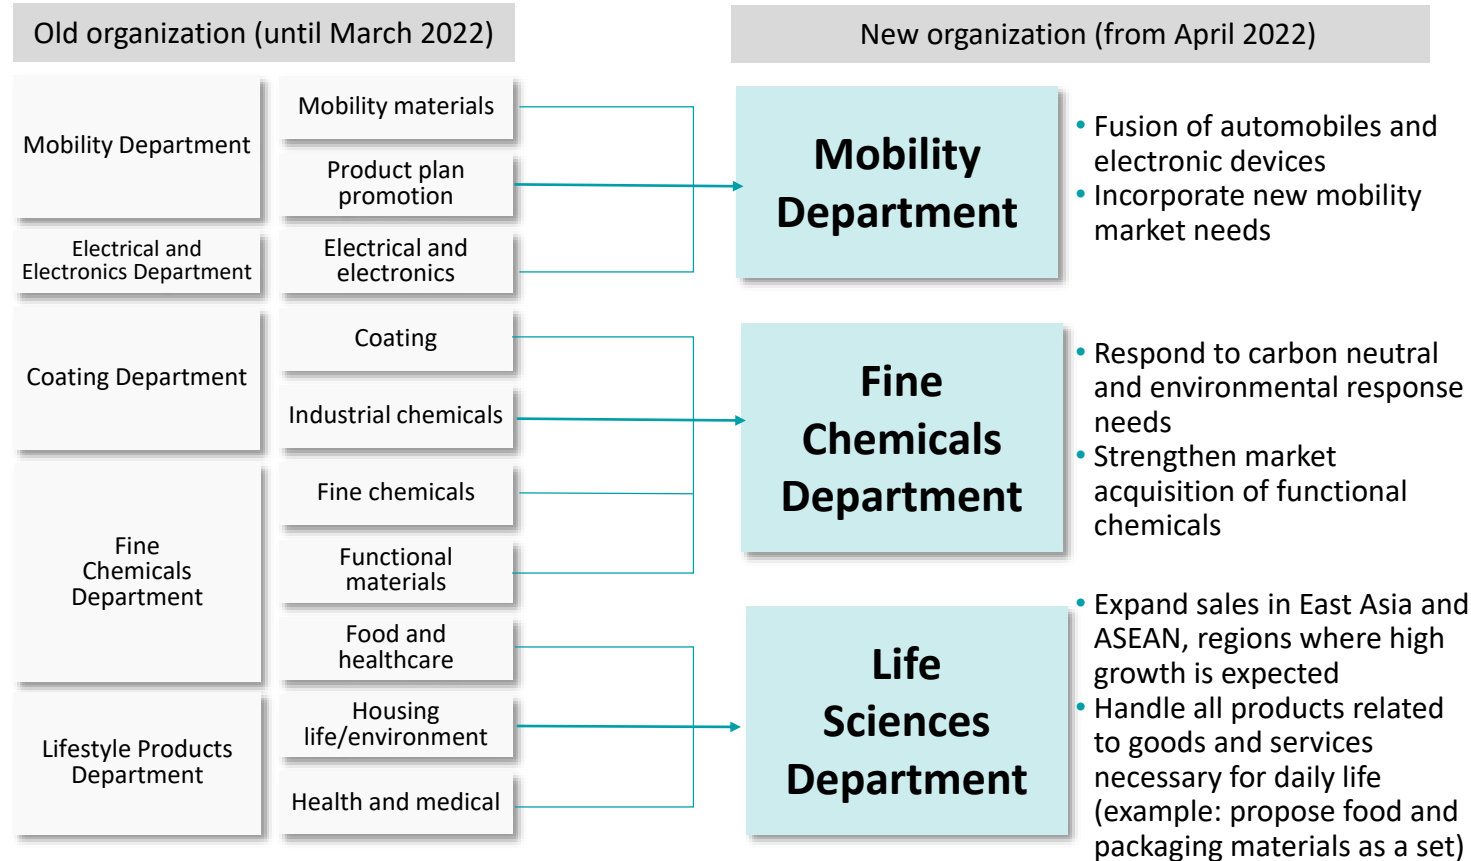 Old organization (until March 2022)
New organization (from April 2022)
Mobility Department
Mobility materials
Product plan
promotion
Electrical and
Electronics Department
Electrical and
electronics
Mobility
Department
• Fusion of automobiles and
electronic devices
• Incorporate new mobility
market needs
Coating Department
Coating
Industrial chemicals
Fine
Chemicals
Department
Fine chemicals
Functional
materials
Food and
healthcare
Fine
Chemicals
Department
• Respond to carbon neutral
and environmental response
needs
• Strengthen market
acquisition of functional
chemicals
Lifestyle Products
Department
Housing
life/environment
Health and medical
Life
Sciences
Department
• Expand sales in East Asia and
ASEAN, regions where high
growth is expected
• Handle all products related
to goods and services
necessary for daily life
(example: propose food and
packaging materials as a set)